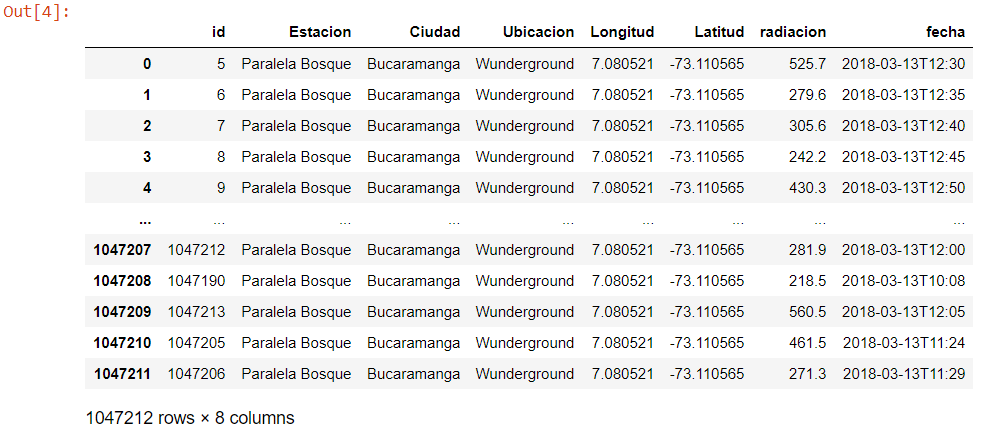 Out[4]:
id Estacion Ciudad Ubicacion Longitud Latitud radiacion fecha
0 5 Paralela Bosque Bucaramanga Wunderground 7.080521 -73.110565 525.7 2018-03-13T12:30
1 6 Paralela Bosque Bucaramanga Wunderground 7.080521 -73.110565 279.6 2018-03-13T12:35
2 7 Paralela Bosque Bucaramanga Wunderground 7.080521 -73.110565 305.6 2018-03-13T12:40
3 8 Paralela Bosque Bucaramanga Wunderground 7.080521 -73.110565 242.2 2018-03-13T12:45
4 9 Paralela Bosque Bucaramanga Wunderground 7.080521 -73.110565 430.3 2018-03-13T12:50
... ... ... ... ... ... ... ... ...
1047207 1047212 Paralela Bosque Bucaramanga Wunderground 7.080521 -73.110565 281.9 2018-03-13T12:00
1047208 1047190 Paralela Bosque Bucaramanga Wunderground 7.080521 -73.110565 218.5 2018-03-13T10:08
1047209 1047213 Paralela Bosque Bucaramanga Wunderground 7.080521 -73.110565 560.5 2018-03-13T12:05
1047210 1047205 Paralela Bosque Bucaramanga Wunderground 7.080521 -73.110565 461.5 2018-03-13T11:24
1047211 1047206 Paralela Bosque Bucaramanga Wunderground 7.080521 -73.110565 271.3 2018-03-13T11:29
1047212 rows × 8 columns